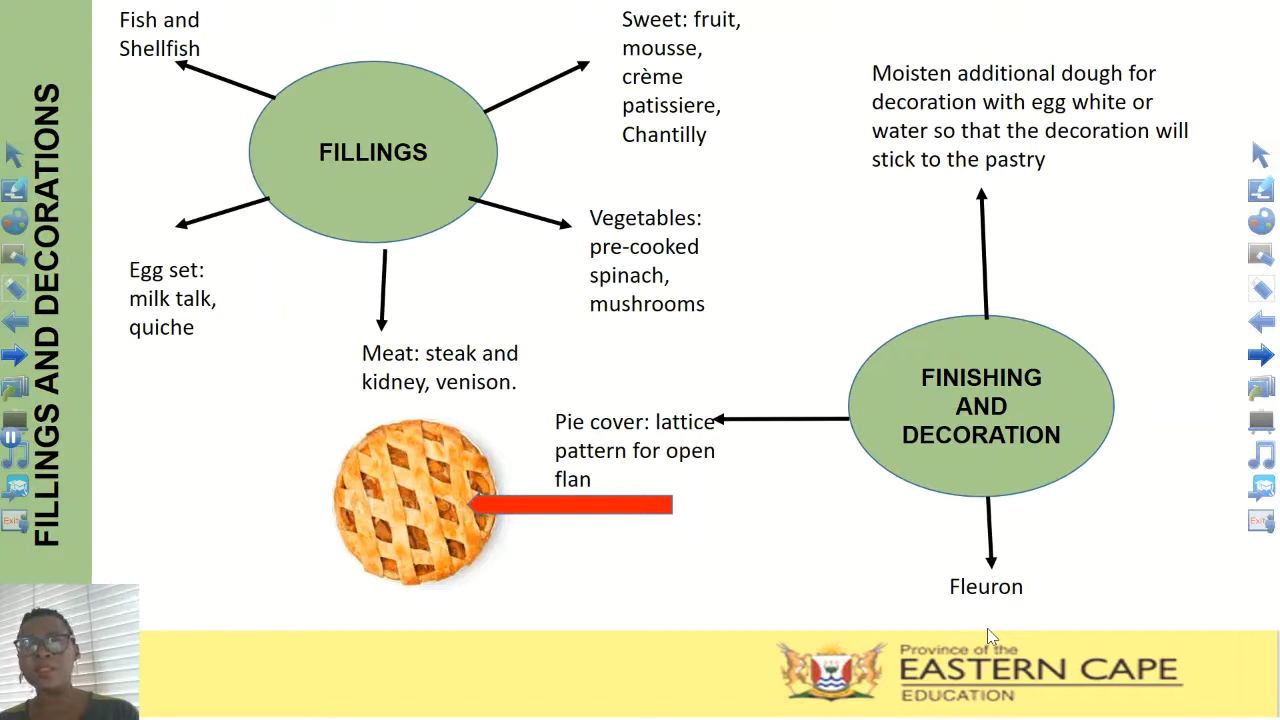 FILLINGS AND DECORATIONS
Fish and
Shellfish
FILLINGS
Sweet: fruit,
mousse,
crème
patissiere,
Chantilly
Egg set:
milk talk,
quiche
Vegetables:
pre-cooked
spinach,
mushrooms
Meat: steak and
kidney, venison.
Moisten additional dough for
decoration with egg white or
water so that the decoration will
stick to the pastry
FINISHING
AND
DECORATION
Pie cover: lattice
pattern for open
flan
Fleuron
Exit
Exit
Province of the
EASTERN CAPE
EDUCATION